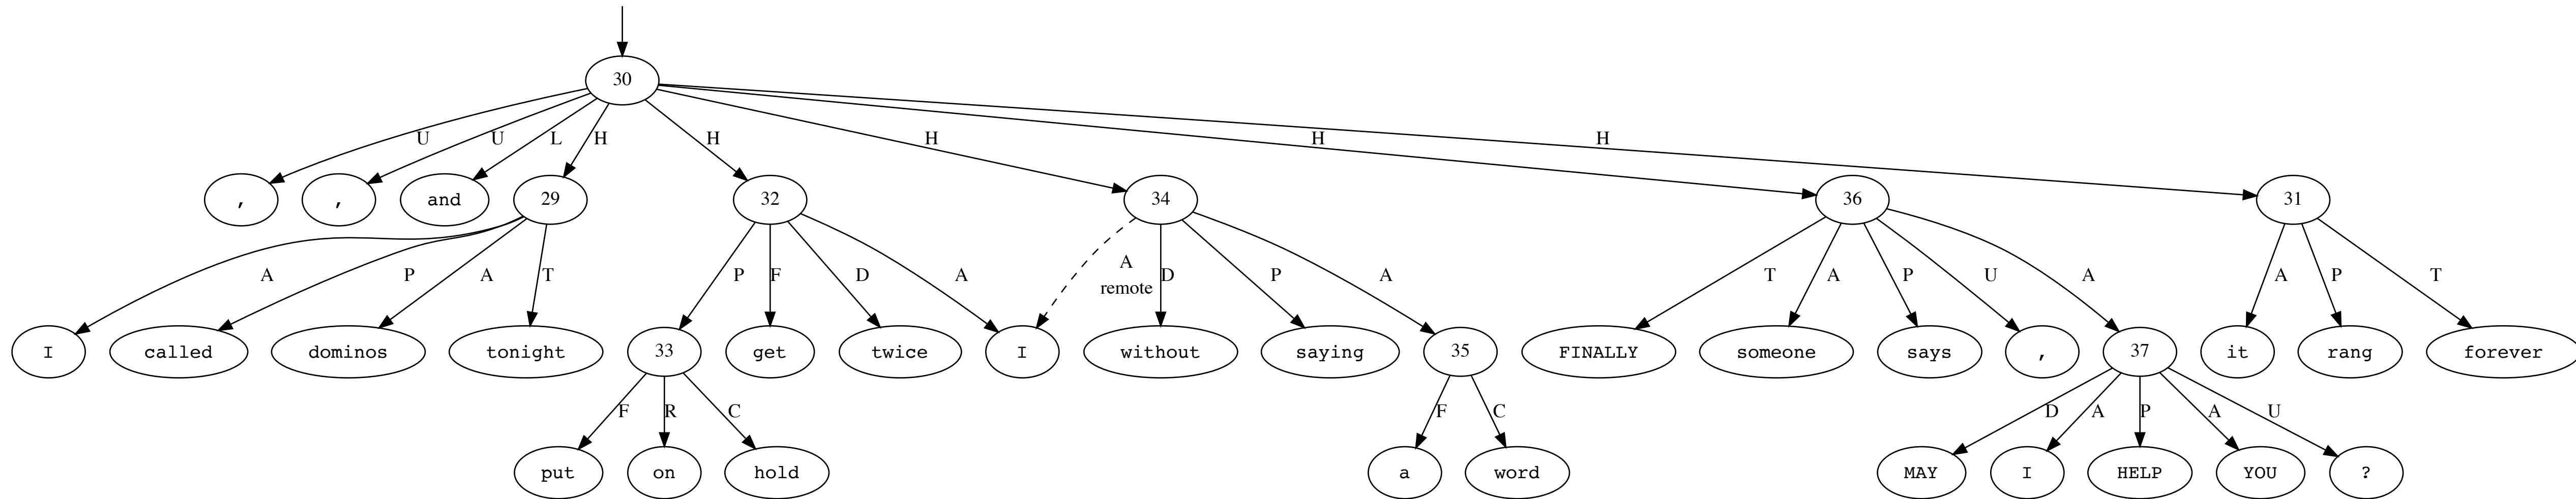 30
U U L H H H H H
, , and 29 32 34 36 31
A P A T P F D A A remote D P A T A P U A A P T
I called dominos tonight 33 get twice I without saying 35 FINALLY someone says , 37 it rang forever
F R C F C D A P A U
put on hold a word MAY I HELP YOU ?